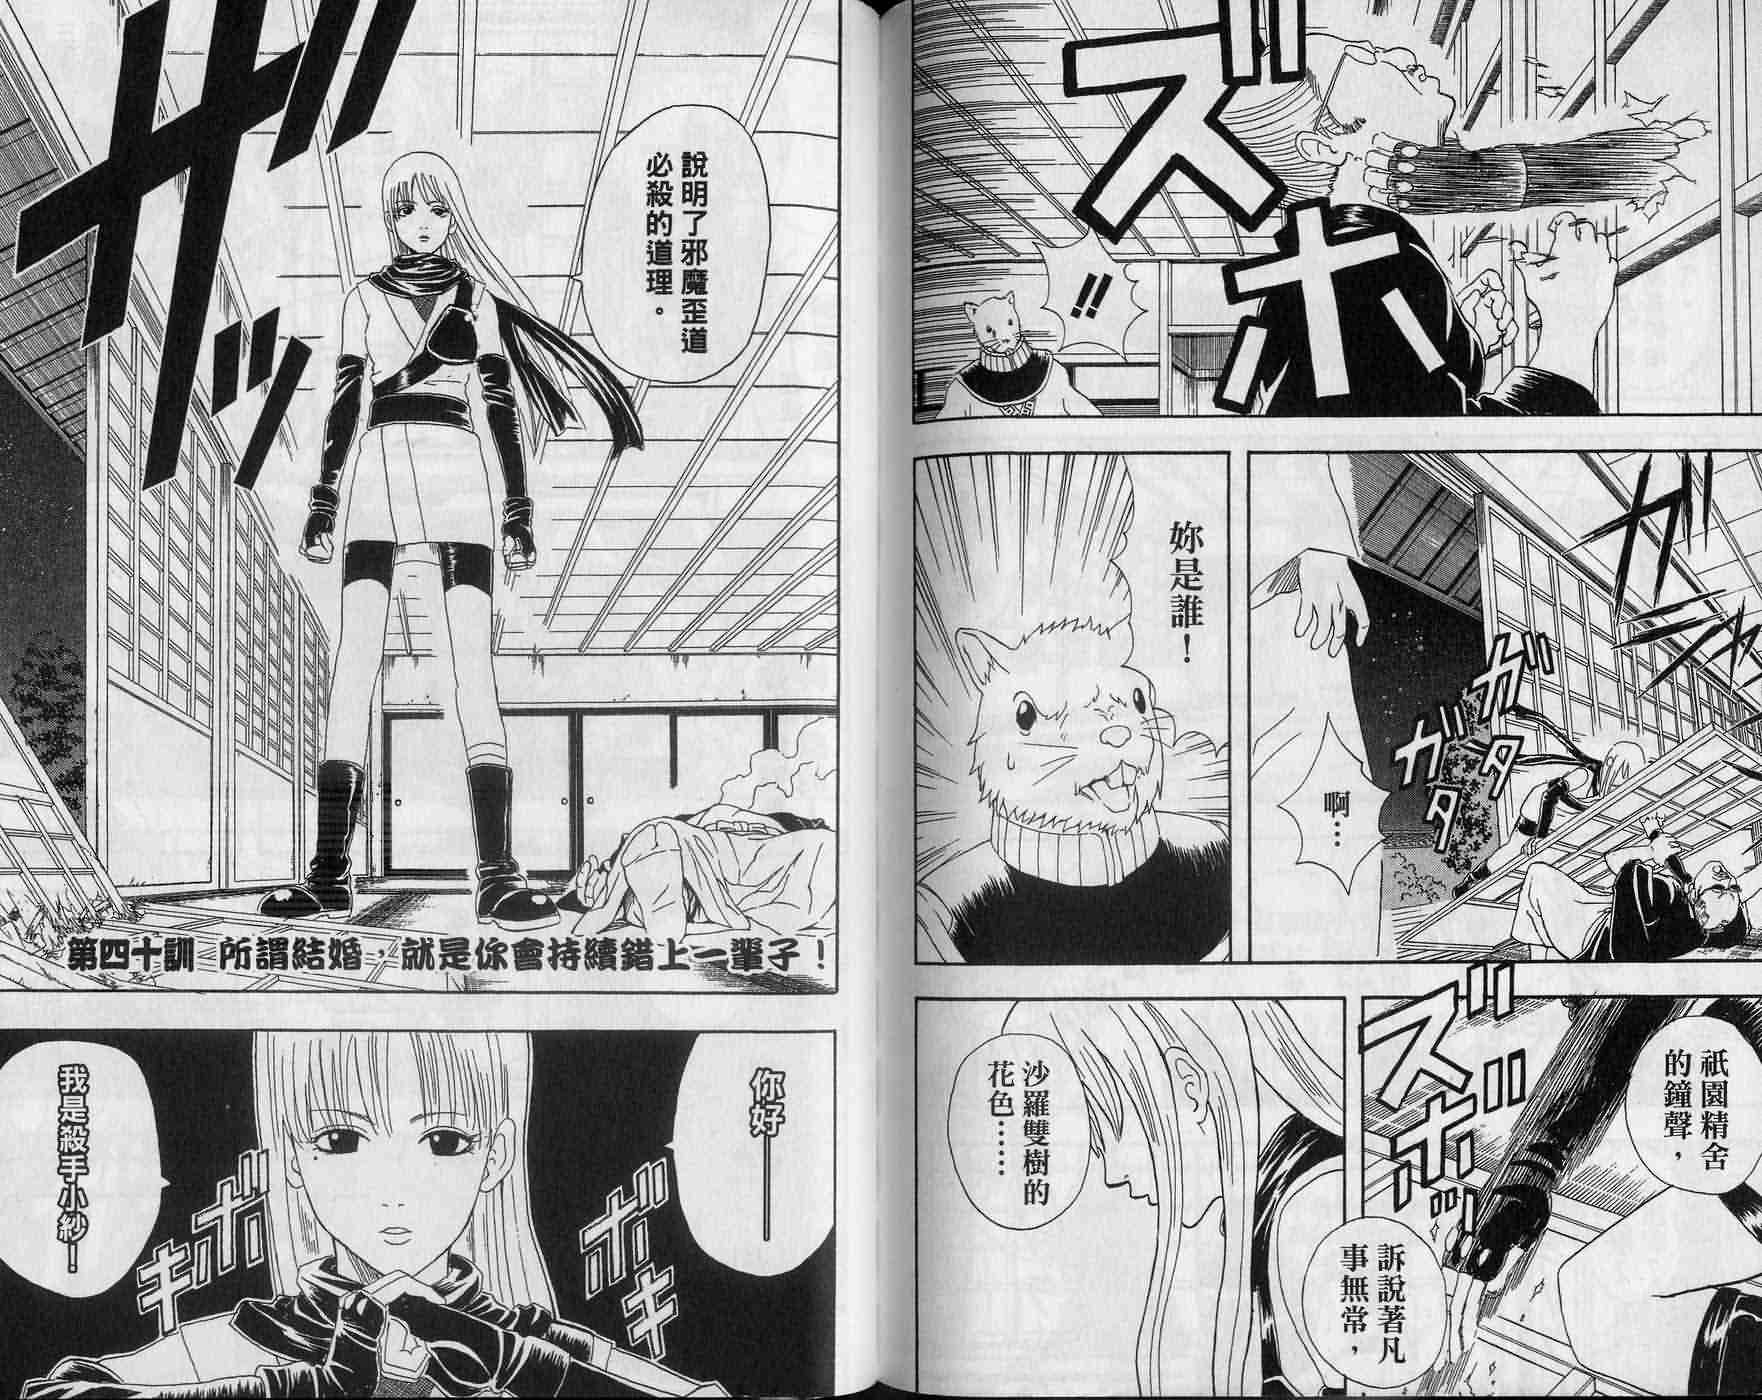 ズボ
!!
ガタガタ
啊…
妳是誰！
祇園精舍
的鐘聲，
ズボボッ
訴說著凡
事無常，
沙羅雙樹的
花色……
說明了邪魔歪道
必殺的道理。
ザッ
第四十訓 所謂結婚，就是你會持續錯上一輩子！
你好——
我是殺手小紗！
ボキ
ボキ